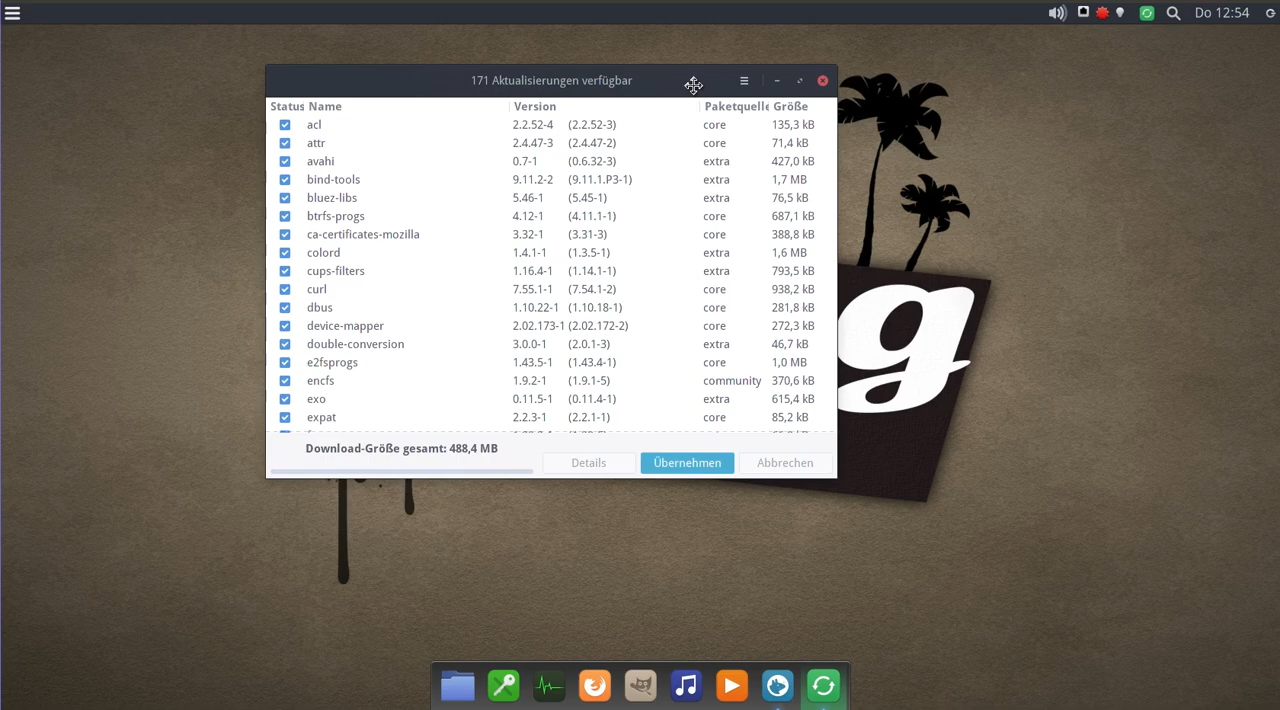 Do 12:54
171 Aktualisierungen verfügbar
Status Name Version Paketquelle Größe
acl 2.2.52-4 (2.2.52-3) core 135,3 kB
attr 2.4.47-3 (2.4.47-2) core 71,4 kB
avahi 0.7-1 (0.6.32-3) extra 427,0 kB
bind-tools 9.11.2-2 (9.11.1.P3-1) extra 1,7 MB
bluez-libs 5.46-1 (5.45-1) extra 76,5 kB
btrfs-progs 4.12-1 (4.11.1-1) core 687,1 kB
ca-certificates-mozilla 3.32-1 (3.31-3) core 388,8 kB
colord 1.4.1-1 (1.3.5-1) extra 1,6 MB
cups-filters 1.16.4-1 (1.14.1-1) extra 793,5 kB
curl 7.55.1-1 (7.54.1-2) core 938,2 kB
dbus 1.10.22-1 (1.10.18-1) core 281,8 kB
device-mapper 2.02.173-1 (2.02.172-2) core 272,3 kB
double-conversion 3.0.0-1 (2.0.1-3) extra 46,7 kB
e2fsprogs 1.43.5-1 (1.43.4-1) core 1,0 MB
encfs 1.9.2-1 (1.9.1-5) community 370,6 kB
exo 0.11.5-1 (0.11.4-1) extra 615,4 kB
expat 2.2.3-1 (2.2.1-1) core 85,2 kB
Download-Größe gesamt: 488,4 MB
Details Übernehmen Abbrechen
g